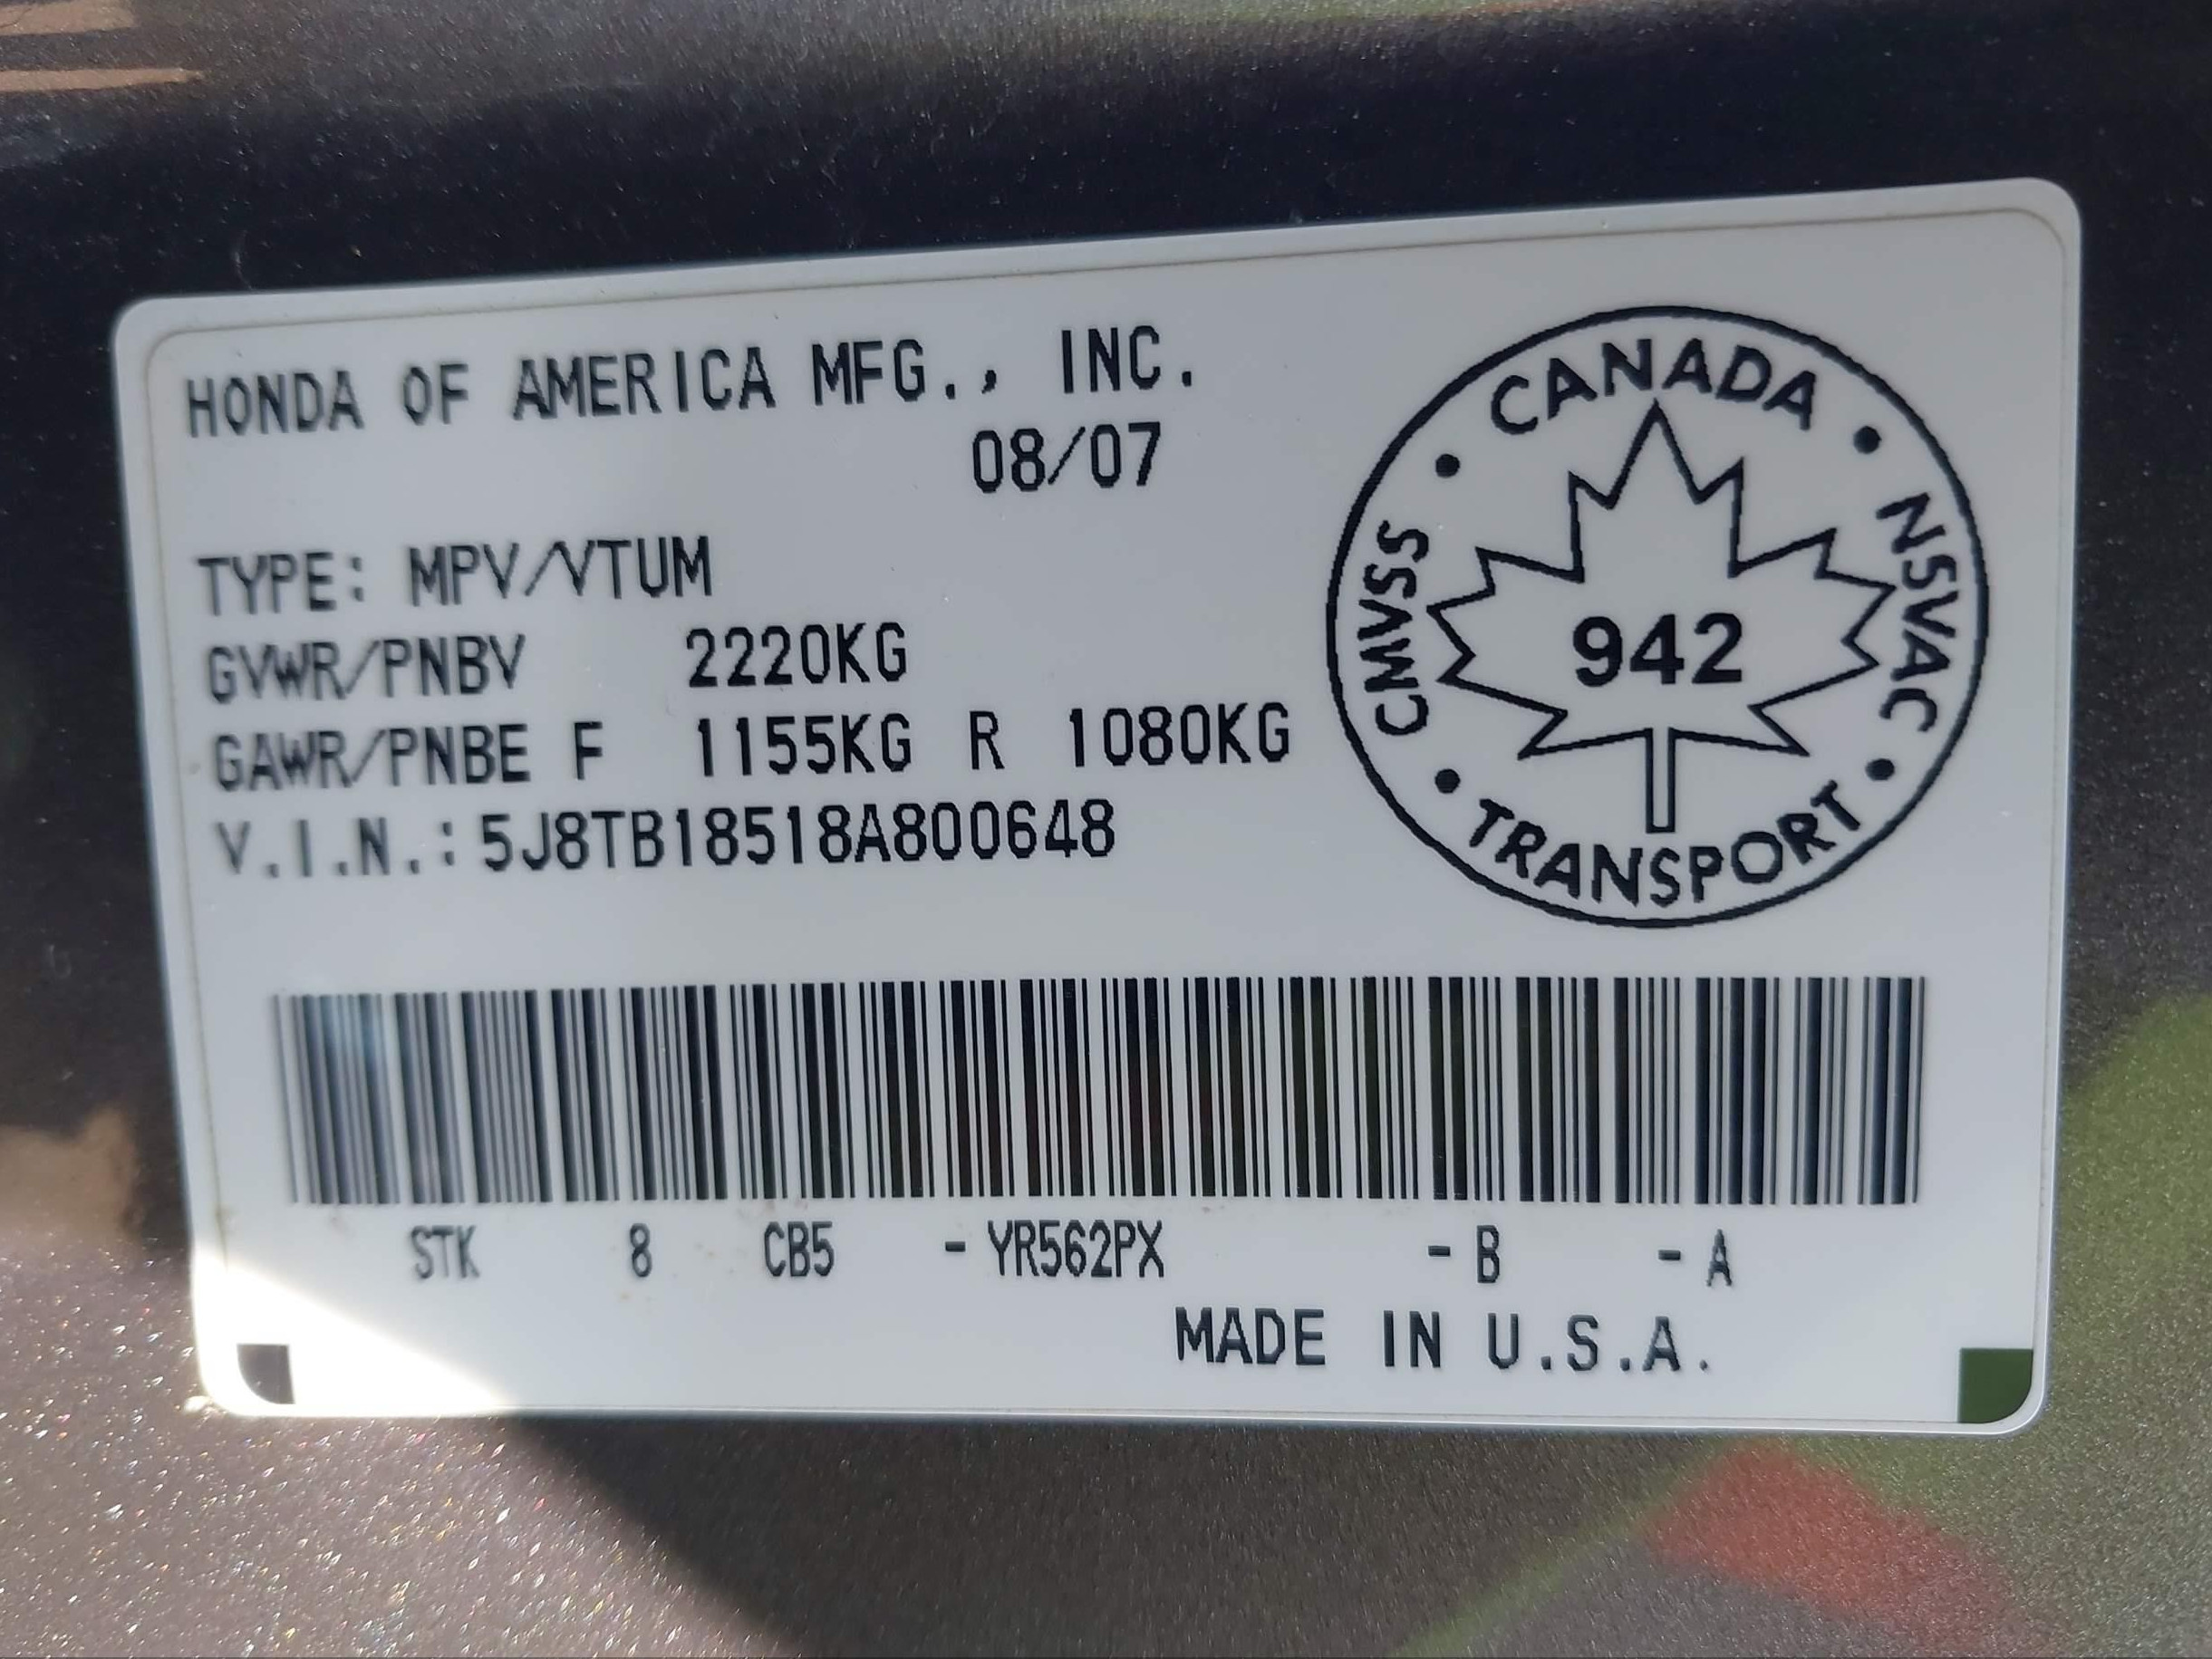 HONDA OF AMERICA MFG., INC.
08/07
TYPE: MPV/VTUM
GVWR/PNBV 2220KG
GAWR/PNBE F 1155KG R 1080KG
V.I.N.: 5J8TB18518A800648
CANADA • NSVAC • TRANSPORT • CMVSS •
942
STK 8 CB5 - YR562PX - B - A
MADE IN U.S.A.